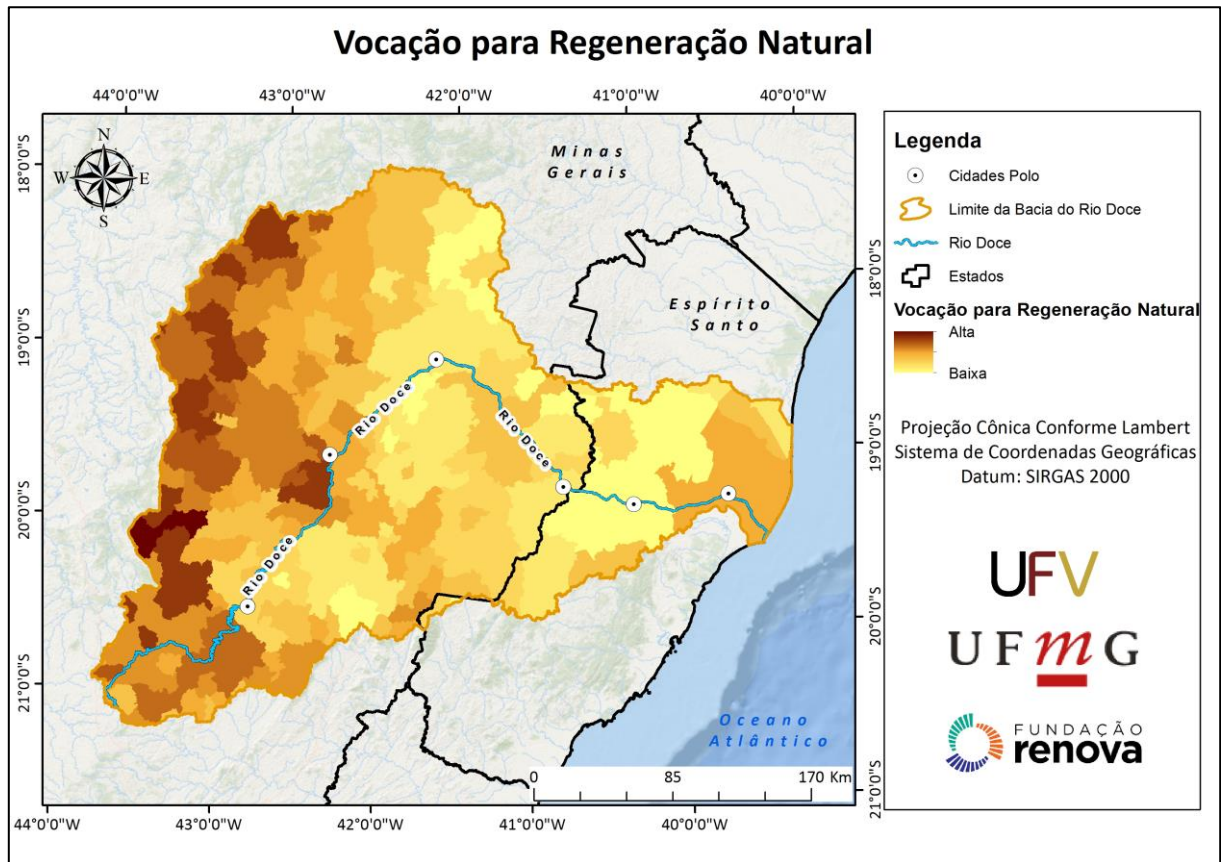 Vocação para Regeneração Natural
44°0'0"W 43°0'0"W 42°0'0"W 41°0'0"W 40°0'0"W
N
W E
S
18°0'0"S
19°0'0"S
20°0'0"S
21°0'0"S
Minas
Gerais
Espírito
Santo
Rio Doce
Rio Doce
Rio Doce
Oceano
Atlântico
0 85 170 Km
18°0'0"S
19°0'0"S
20°0'0"S
21°0'0"S
44°0'0"W 43°0'0"W 42°0'0"W 41°0'0"W 40°0'0"W
Legenda
Cidades Polo
Limite da Bacia do Rio Doce
Rio Doce
Estados
Vocação para Regeneração Natural
Alta
Baixa
Projeção Cônica Conforme Lambert
Sistema de Coordenadas Geográficas
Datum: SIRGAS 2000
UFV
UFmG
FUNDAÇÃO
renova